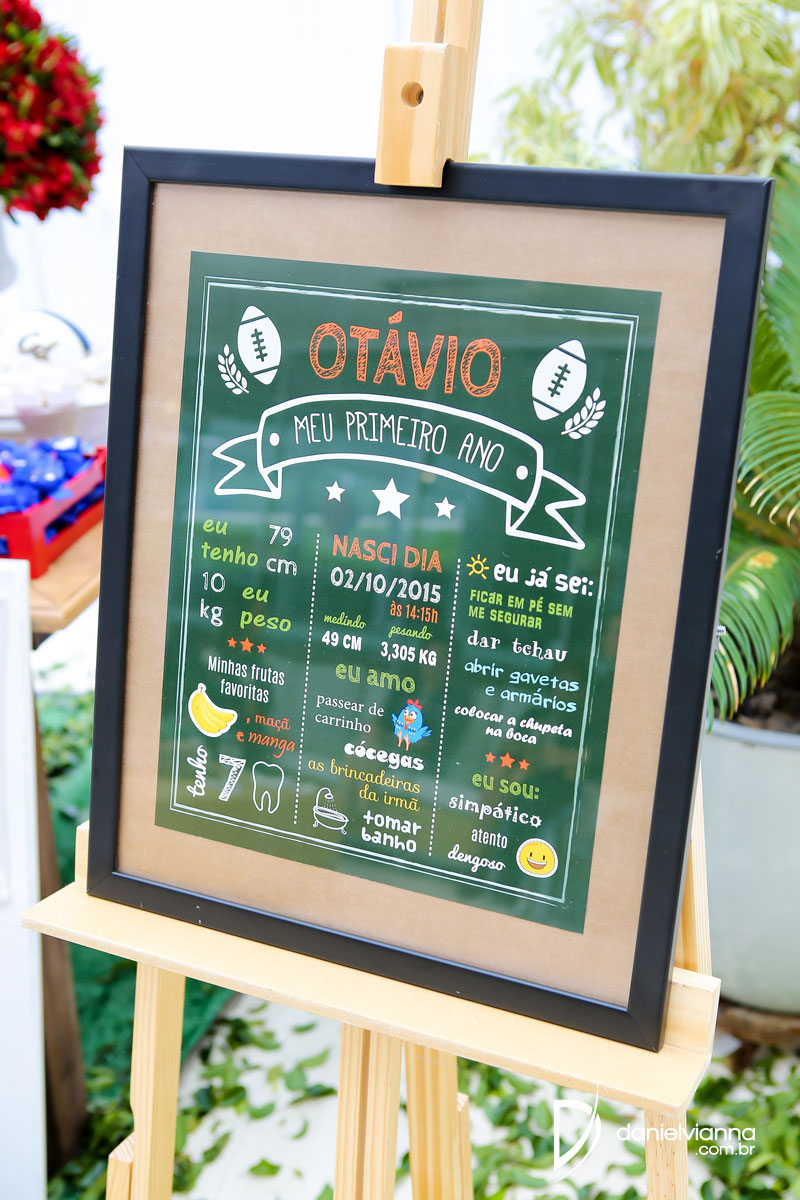 OTÁVIO
MEU PRIMEIRO ANO
eu
tenho
79
cm
10
kg
eu
peso
Minhas frutas
favoritas
, maçã
e manga
tenho
7
NASCI DIA
02/10/2015
às 14:15h
medindo
49 CM
pesando
3,305 KG
eu amo
passear de
carrinho
cócegas
as brincadeiras
da irmã
tomar
banho
eu já sei:
FICAR EM PÉ SEM
ME SEGURAR
dar tchau
abrir gavetas
e armários
colocar a chupeta
na boca
eu sou:
simpático
atento
dengoso
danielvianna
.com.br